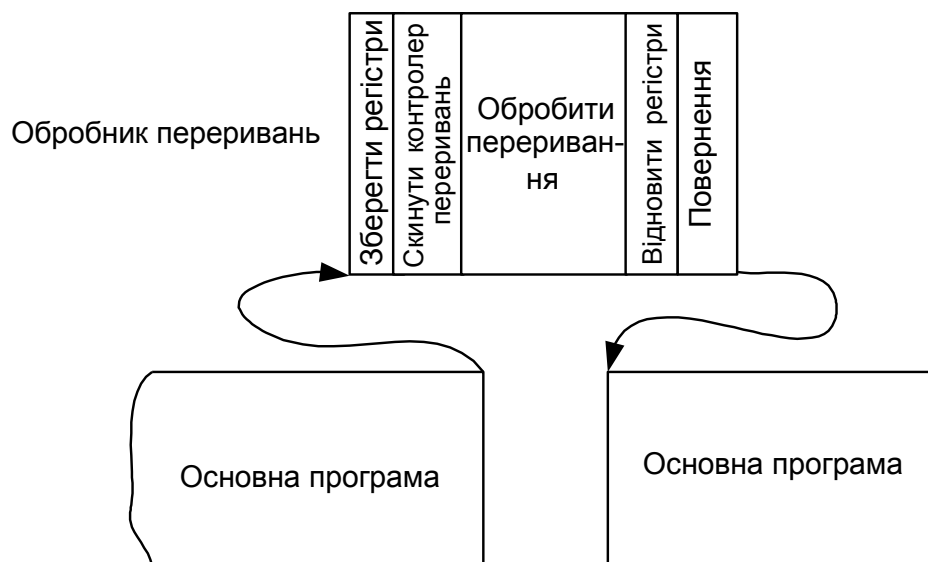 Обробник переривань
Зберегти регістри
Скинути контролер
переривань
Обробити
перериван-
ня
Відновити регістри
Повернення
Основна програма
Основна програма